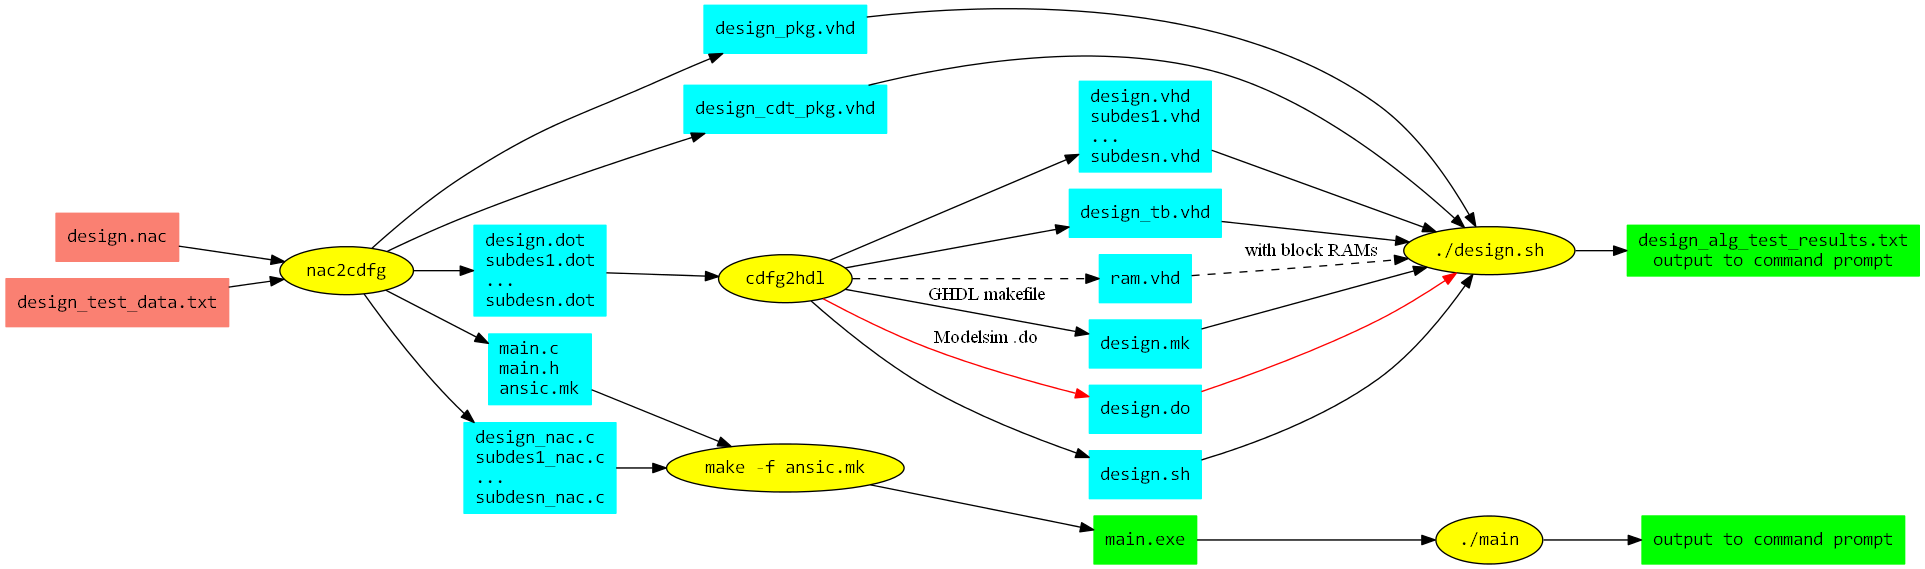 design.nac
design_test_data.txt
nac2cdfg
design_pkg.vhd
design_cdt_pkg.vhd
design.dot
subdes1.dot
...
subdesn.dot
main.c
main.h
ansic.mk
design_nac.c
subdes1_nac.c
...
subdesn_nac.c
cdfg2hdl
make -f ansic.mk
GHDL makefile
Modelsim .do
design.vhd
subdes1.vhd
...
subdesn.vhd
design_tb.vhd
ram.vhd
design.mk
design.do
design.sh
main.exe
with block RAMs
./design.sh
./main
design_alg_test_results.txt
output to command prompt
output to command prompt